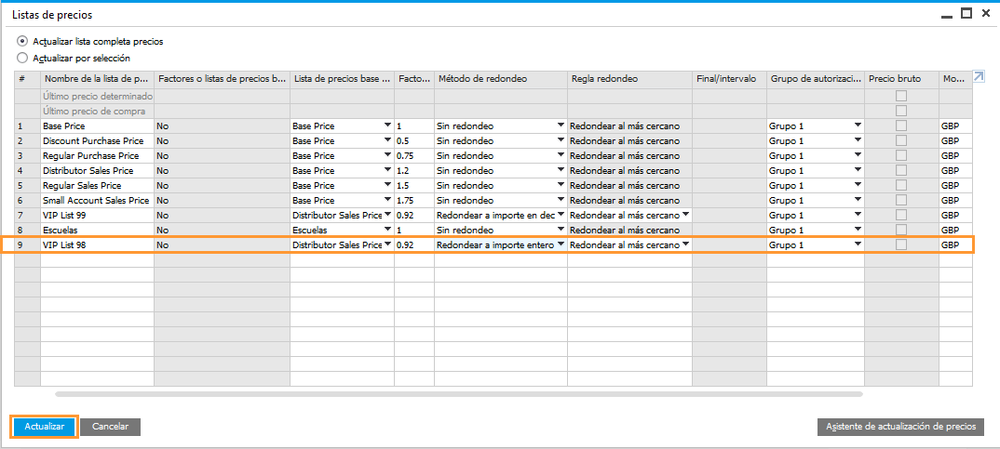 Listas de precios
Actualizar lista completa precios
Actualizar por selección
# Nombre de la lista de p... Factores o listas de precios b... Lista de precios base ... Facto... Método de redondeo Regla redondeo Final/intervalo Grupo de autorizaci... Precio bruto Mo...
Último precio determinado
Último precio de compra
1 Base Price No Base Price 1 Sin redondeo Redondear al más cercano Grupo 1 GBP
2 Discount Purchase Price No Base Price 0.5 Sin redondeo Redondear al más cercano Grupo 1 GBP
3 Regular Purchase Price No Base Price 0.75 Sin redondeo Redondear al más cercano Grupo 1 GBP
4 Distributor Sales Price No Base Price 1.2 Sin redondeo Redondear al más cercano Grupo 1 GBP
5 Regular Sales Price No Base Price 1.5 Sin redondeo Redondear al más cercano Grupo 1 GBP
6 Small Account Sales Price No Base Price 1.75 Sin redondeo Redondear al más cercano Grupo 1 GBP
7 VIP List 99 No Distributor Sales Price 0.92 Redondear a importe en dec Redondear al más cercano Grupo 1 GBP
8 Escuelas No Escuelas 1 Sin redondeo Redondear al más cercano Grupo 1 GBP
9 VIP List 98 No Distributor Sales Price 0.92 Redondear a importe entero Redondear al más cercano Grupo 1 GBP
Actualizar Cancelar Asistente de actualización de precios